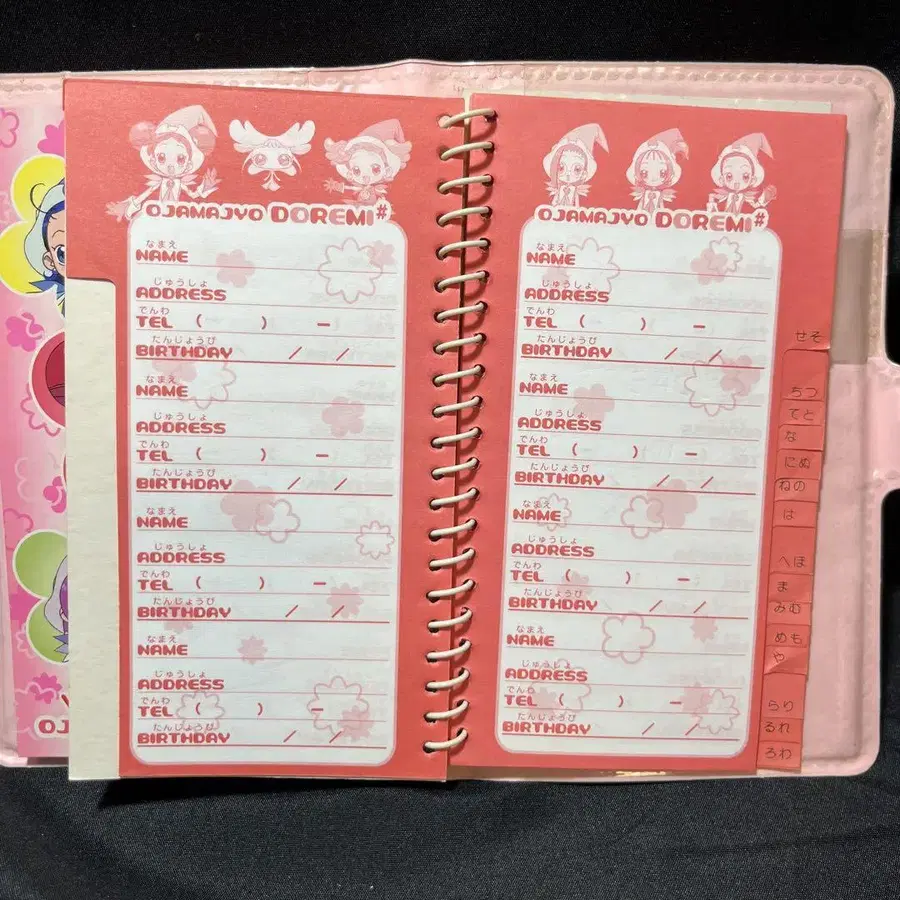 OJAMAJYO DOREMI#
なまえ
NAME
じゅうしょ
ADDRESS
でんわ
TEL ( ) －
たんじょうび
BIRTHDAY / /
なまえ
NAME
じゅうしょ
ADDRESS
でんわ
TEL ( ) －
たんじょうび
BIRTHDAY / /
なまえ
NAME
じゅうしょ
ADDRESS
でんわ
TEL ( ) －
たんじょうび
BIRTHDAY / /
なまえ
NAME
じゅうしょ
ADDRESS
でんわ
TEL ( ) －
たんじょうび
BIRTHDAY / /
OJAMAJYO DOREMI#
なまえ
NAME
じゅうしょ
ADDRESS
でんわ
TEL ( ) －
たんじょうび
BIRTHDAY / /
なまえ
NAME
じゅうしょ
ADDRESS
でんわ
TEL ( ) －
たんじょうび
BIRTHDAY / /
なまえ
NAME
じゅうしょ
ADDRESS
でんわ
TEL ( ) －
たんじょうび
BIRTHDAY / /
なまえ
NAME
じゅうしょ
ADDRESS
でんわ
TEL ( ) －
たんじょうび
BIRTHDAY / /
せそ
ちつ
てと
な
にぬ
ねの
は
へほ
ま
みむ
めも
や
らり
るれ
ろわ